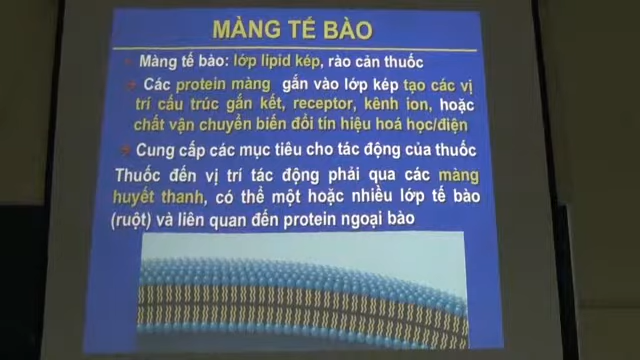 MÀNG TẾ BÀO
Màng tế bào: lớp lipid kép, rào cản thuốc
Các protein màng gắn vào lớp kép tạo các vị
trí cấu trúc gắn kết, receptor, kênh ion, hoặc
chất vận chuyển biến đổi tín hiệu hoá học/điện
Cung cấp các mục tiêu cho tác động của thuốc
Thuốc đến vị trí tác động phải qua các màng
huyết thanh, có thể một hoặc nhiều lớp tế bào
(ruột) và liên quan đến protein ngoại bào